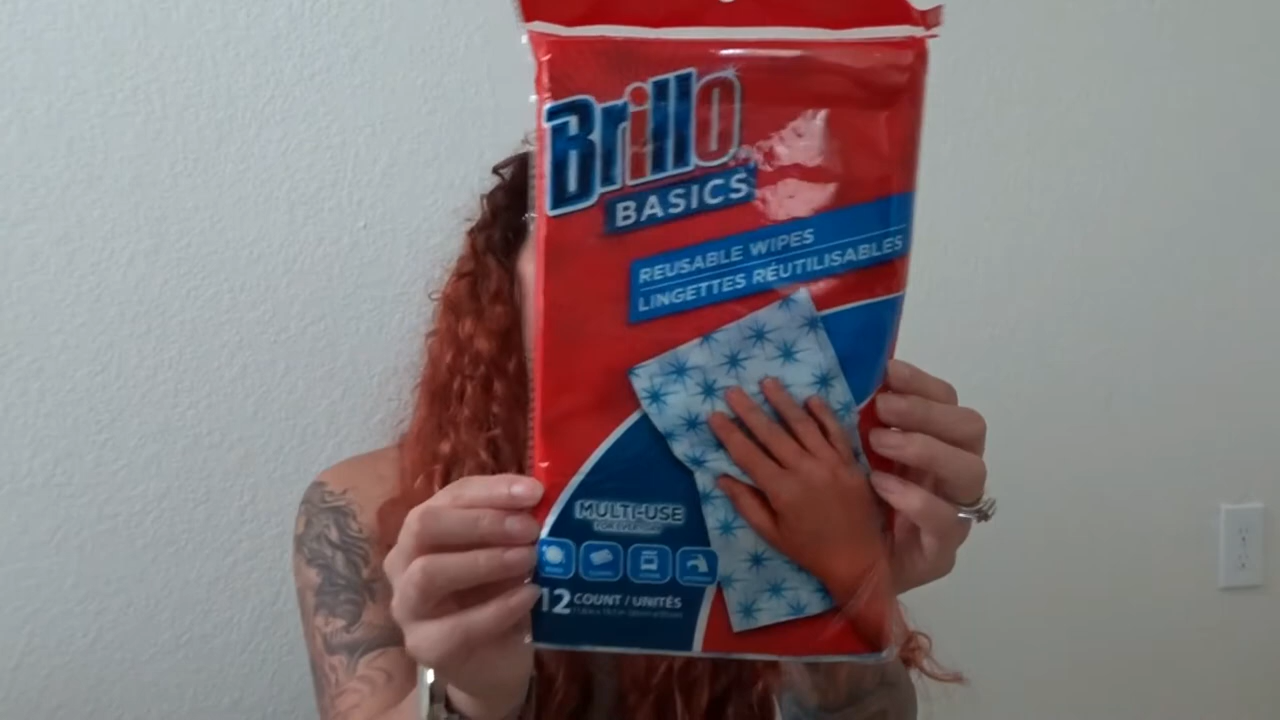 Brillo
BASICS
REUSABLE WIPES
LINGETTES RÉUTILISABLES
MULTI-USE
12 COUNT / UNITÉS